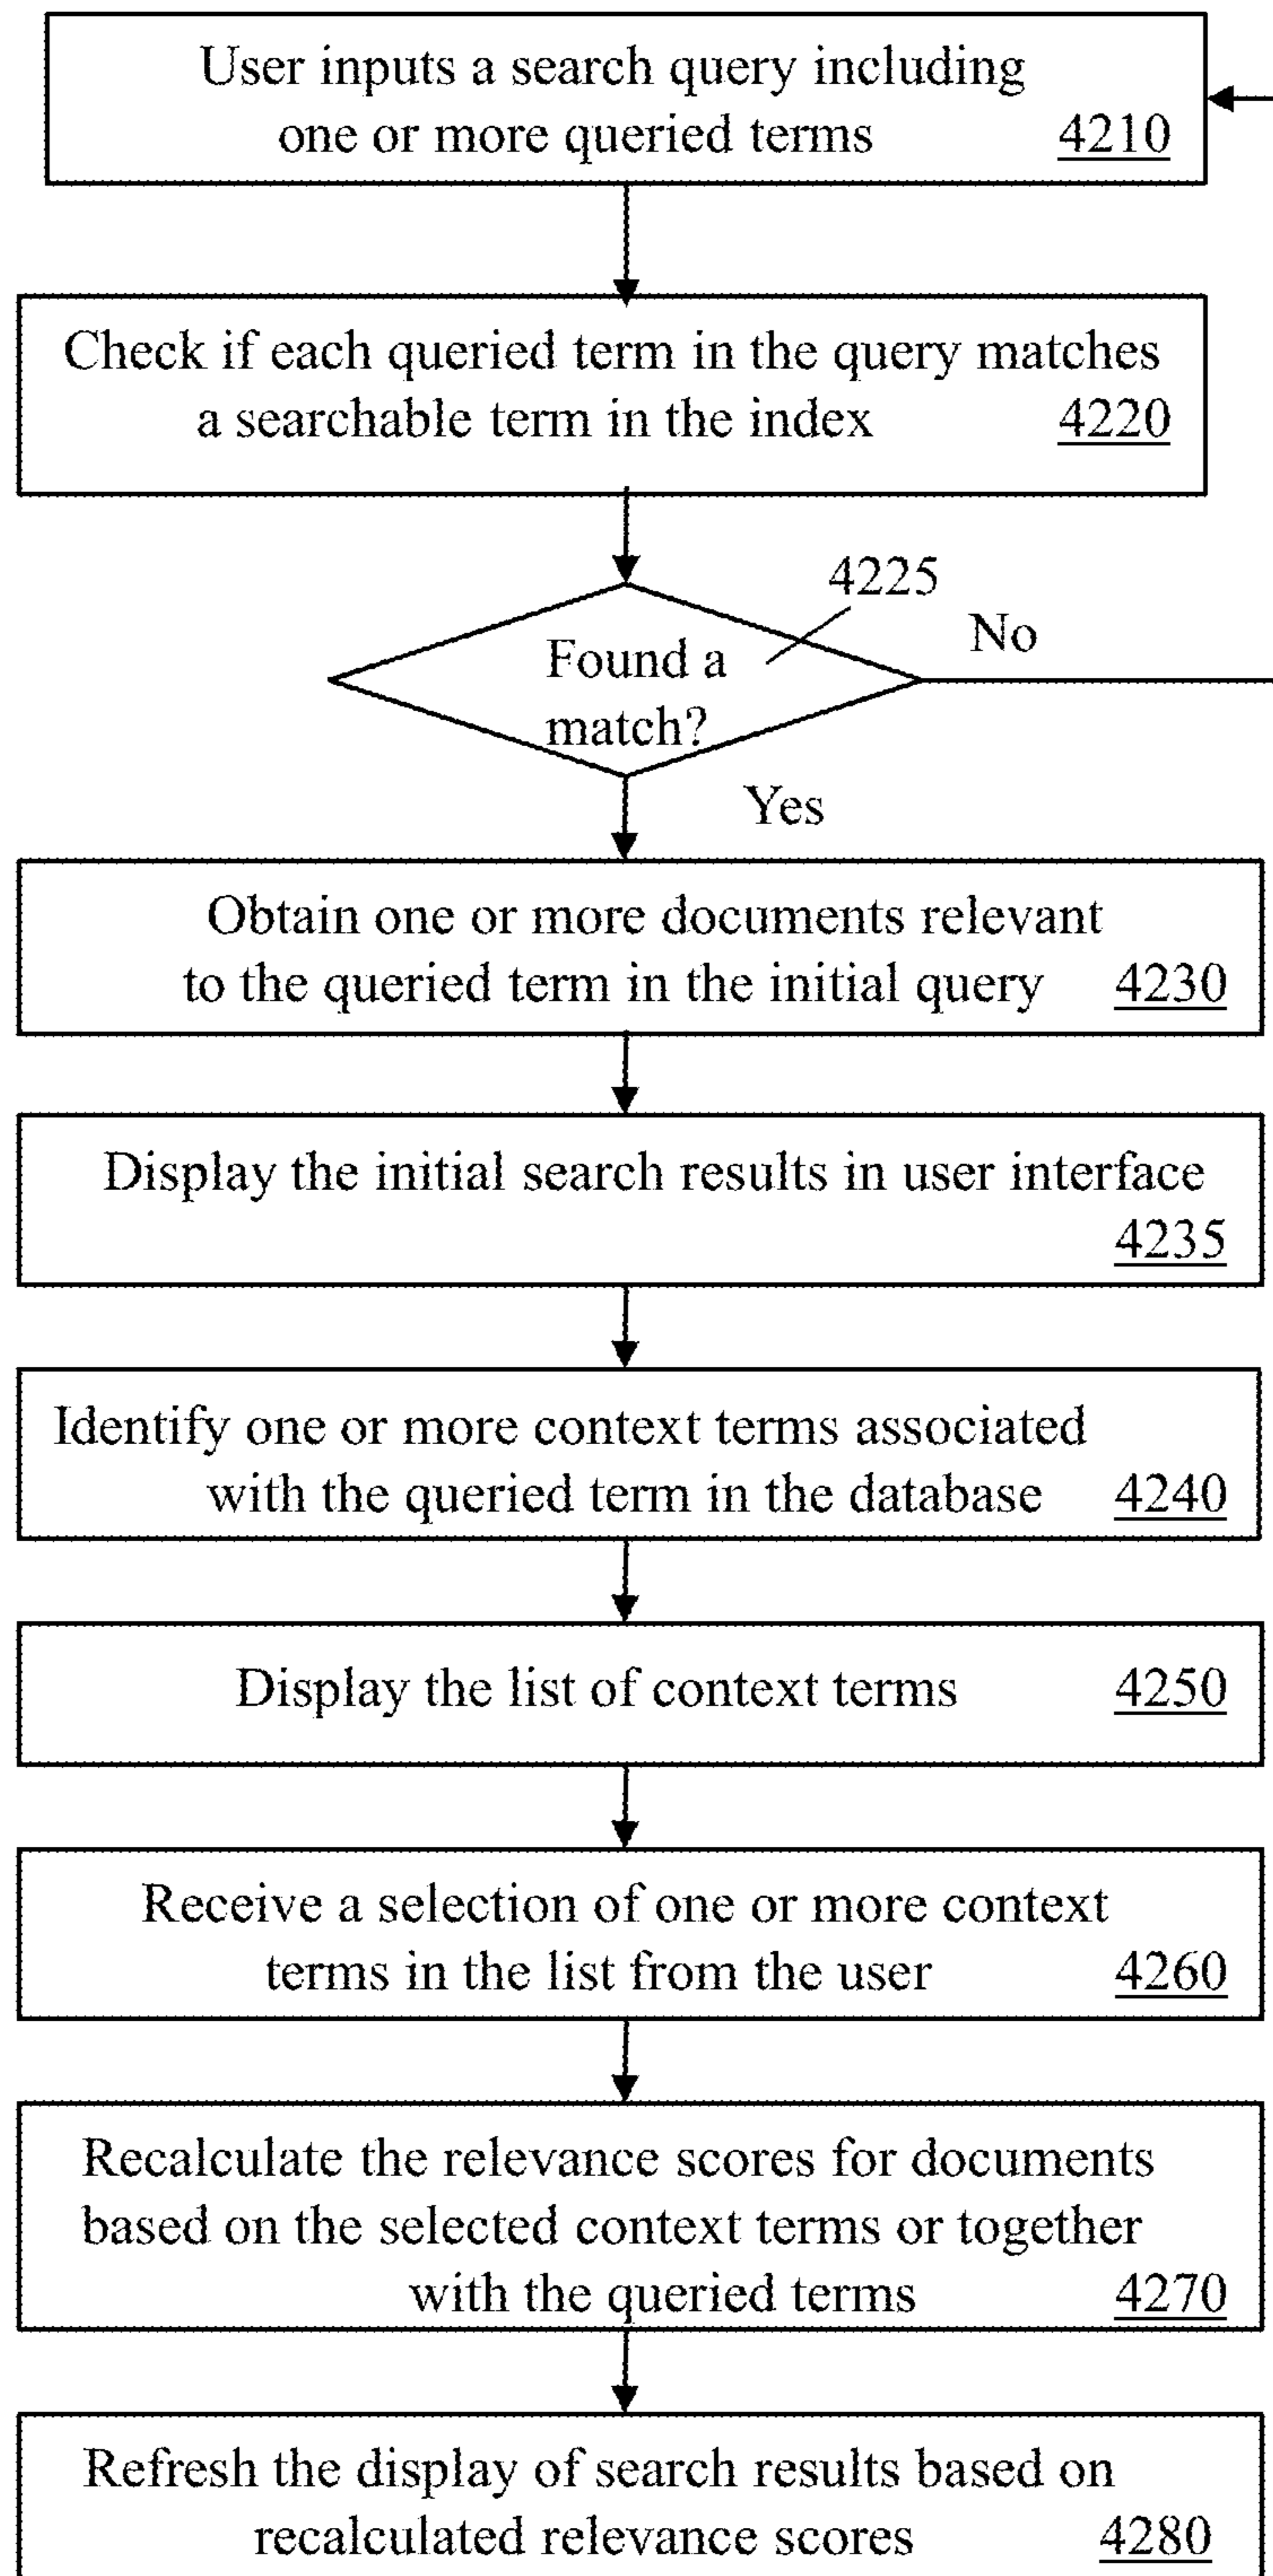 User inputs a search query including
one or more queried terms 4210
Check if each queried term in the query matches
a searchable term in the index 4220
4225
No
Found a
match?
Yes
Obtain one or more documents relevant
to the queried term in the initial query 4230
Display the initial search results in user interface
4235
Identify one or more context terms associated
with the queried term in the database 4240
Display the list of context terms 4250
Receive a selection of one or more context
terms in the list from the user 4260
Recalculate the relevance scores for documents
based on the selected context terms or together
with the queried terms 4270
Refresh the display of search results based on
recalculated relevance scores 4280